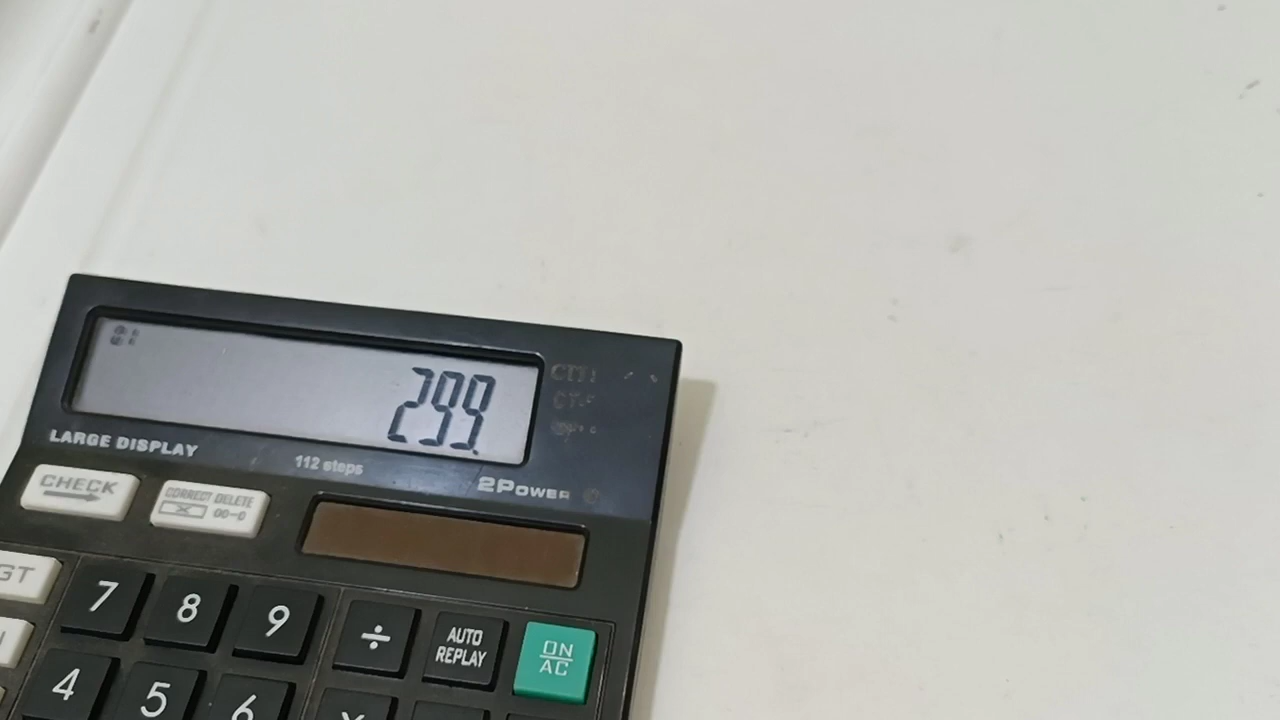 01
299.
LARGE DISPLAY
112 steps
2POWER
CHECK
CORRECT DELETE
00→0
GT
7
8
9
÷
AUTO
REPLAY
ON
AC
4
5
6